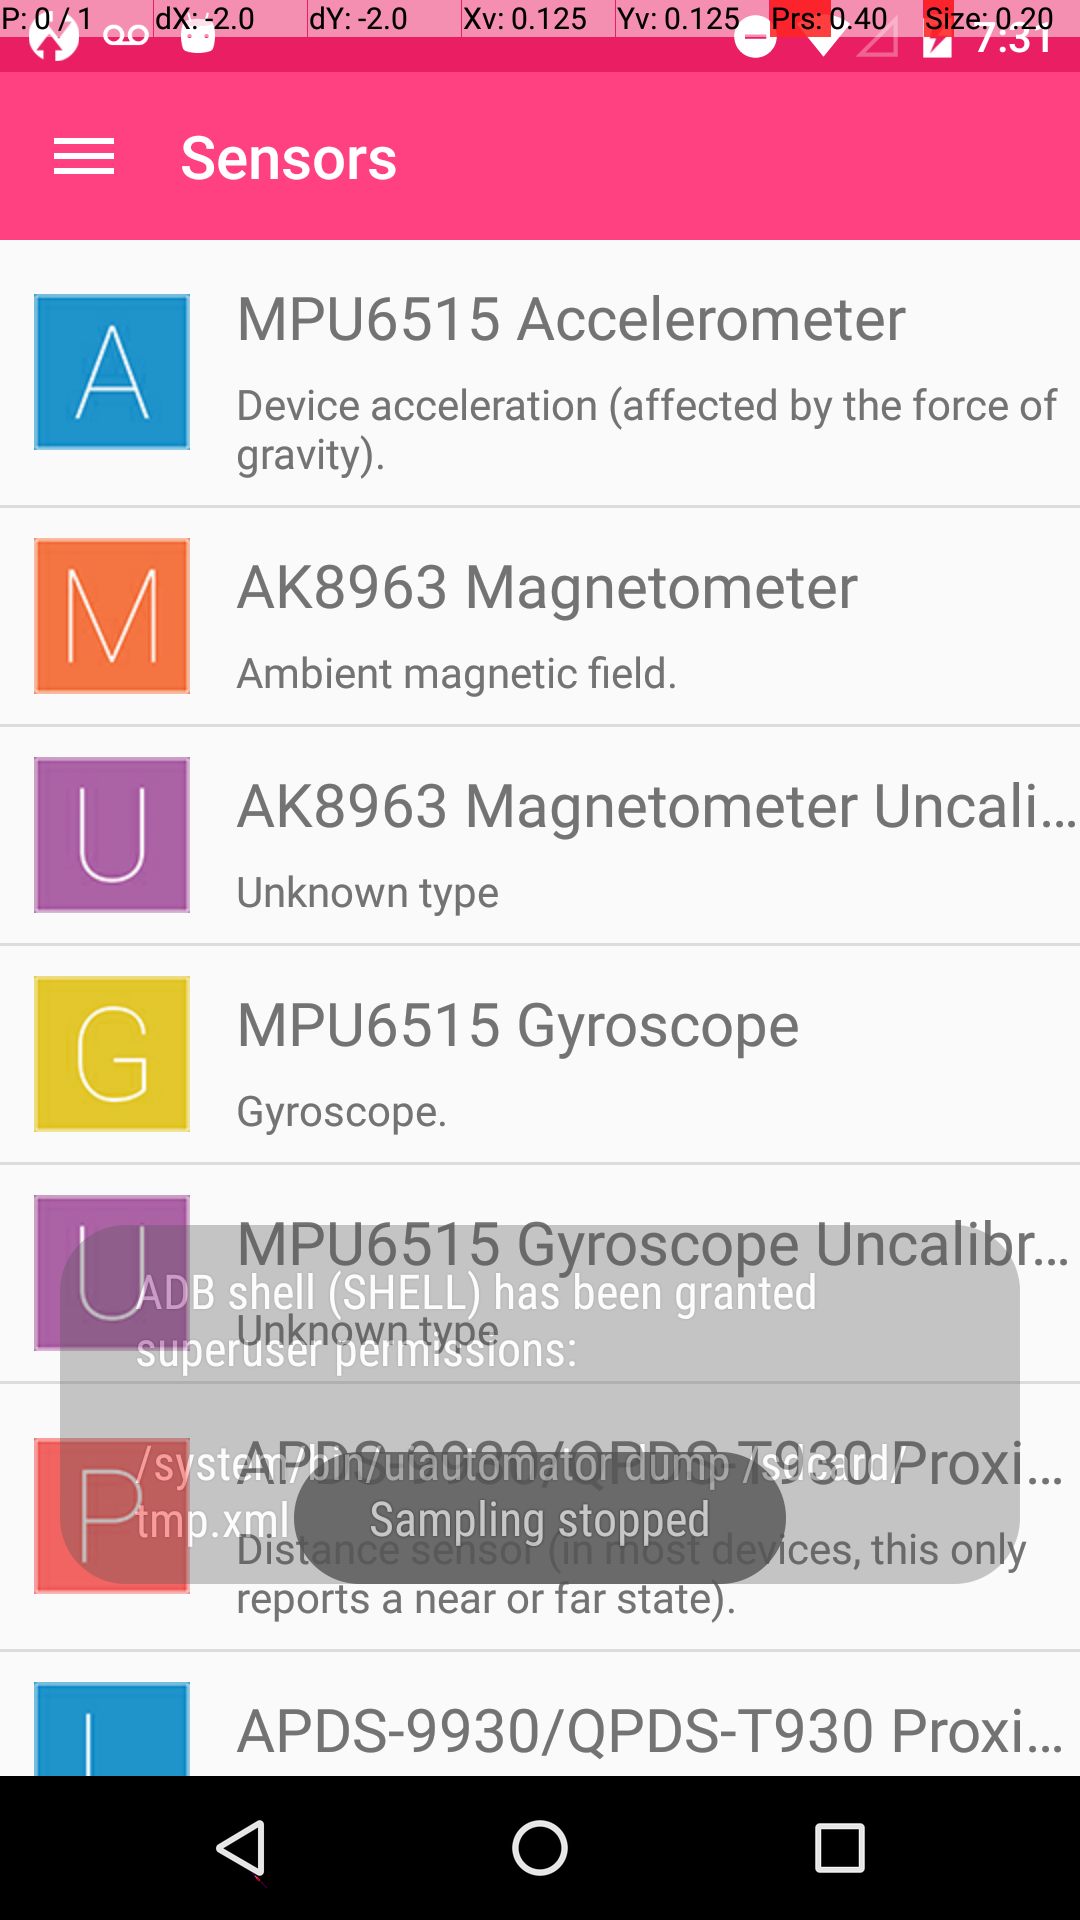 P: 0 / 1 dX: -2.0 dY: -2.0 Xv: 0.125 Yv: 0.125 Prs: 0.40 Size: 0.20
7:31
Sensors
A
MPU6515 Accelerometer
Device acceleration (affected by the force of
gravity).
M
AK8963 Magnetometer
Ambient magnetic field.
U
AK8963 Magnetometer Uncali...
Unknown type
G
MPU6515 Gyroscope
Gyroscope.
U
MPU6515 Gyroscope Uncalibr...
Unknown type
ADB shell (SHELL) has been granted
superuser permissions:
/system/bin/uiautomator dump /sdcard/
tmp.xml
P
APDS-9930/QPDS-T930 Proxi...
Distance sensor (in most devices, this only
reports a near or far state).
Sampling stopped
APDS-9930/QPDS-T930 Proxi...